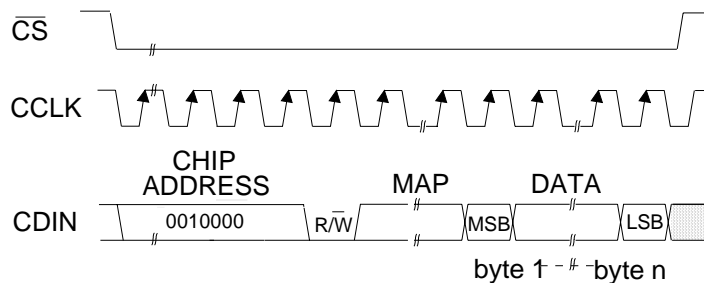 CS
CCLK
CHIP
ADDRESS
MAP
DATA
CDIN
0010000
R/W
MSB
LSB
byte 1
byte n